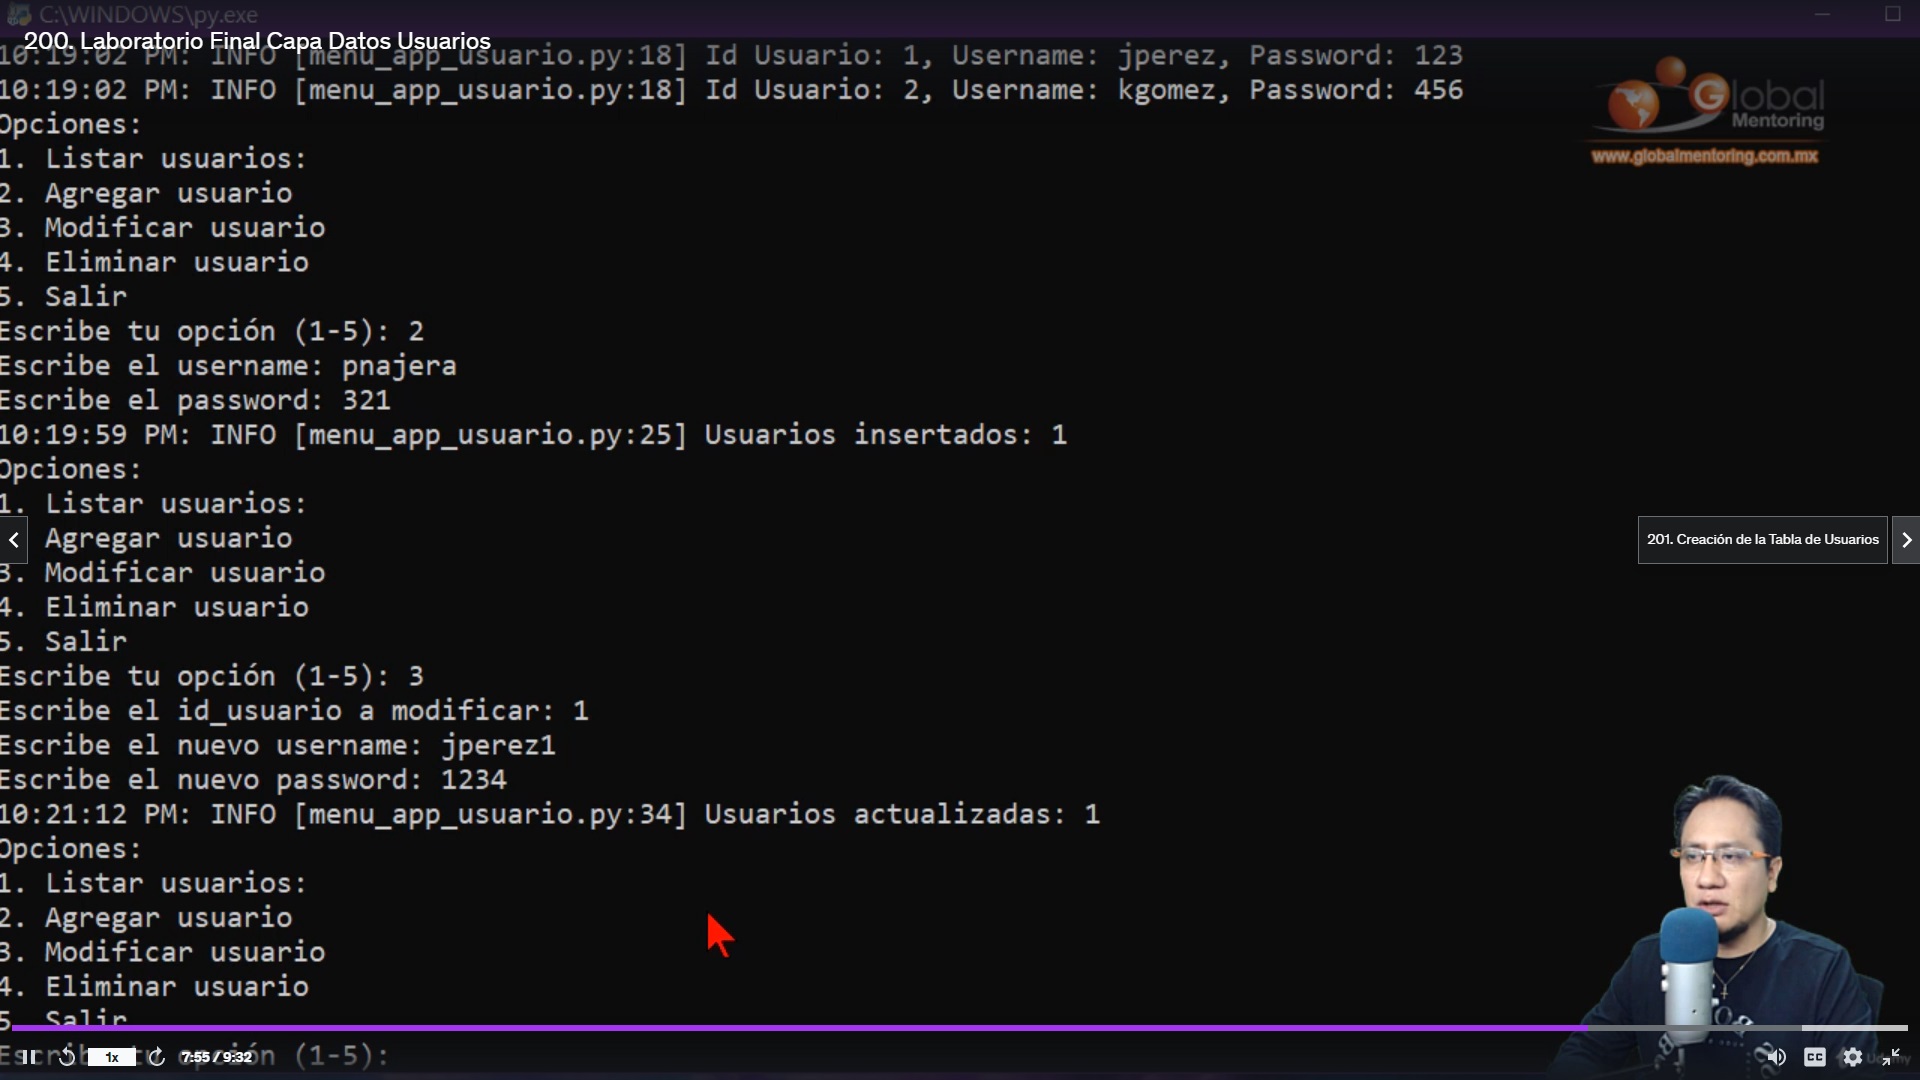 C:\WINDOWS\py.exe
200. Laboratorio Final Capa Datos Usuarios
10:19:02 PM: INFO [menu_app_usuario.py:18] Id Usuario: 1, Username: jperez, Password: 123
10:19:02 PM: INFO [menu_app_usuario.py:18] Id Usuario: 2, Username: kgomez, Password: 456
Global
Mentoring
www.globalmentoring.com.mx
Opciones:
1. Listar usuarios:
2. Agregar usuario
3. Modificar usuario
4. Eliminar usuario
5. Salir
Escribe tu opción (1-5): 2
Escribe el username: pnajera
Escribe el password: 321
10:19:59 PM: INFO [menu_app_usuario.py:25] Usuarios insertados: 1
Opciones:
1. Listar usuarios:
Agregar usuario
201. Creación de la Tabla de Usuarios
3. Modificar usuario
4. Eliminar usuario
5. Salir
Escribe tu opción (1-5): 3
Escribe el id_usuario a modificar: 1
Escribe el nuevo username: jperez1
Escribe el nuevo password: 1234
10:21:12 PM: INFO [menu_app_usuario.py:34] Usuarios actualizadas: 1
Opciones:
1. Listar usuarios:
2. Agregar usuario
3. Modificar usuario
4. Eliminar usuario
5. Salir
Escribe tu opción (1-5):
1x
7:55 / 9:32
CC